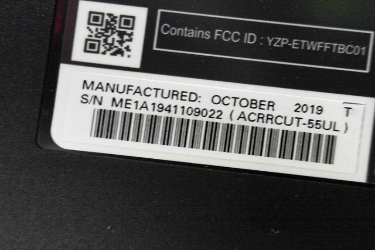 Contains FCC ID : YZP-ETWFFTBC01
MANUFACTURED: OCTOBER 2019 T
S/N ME1A1941109022 (ACRRCUT-55UL)